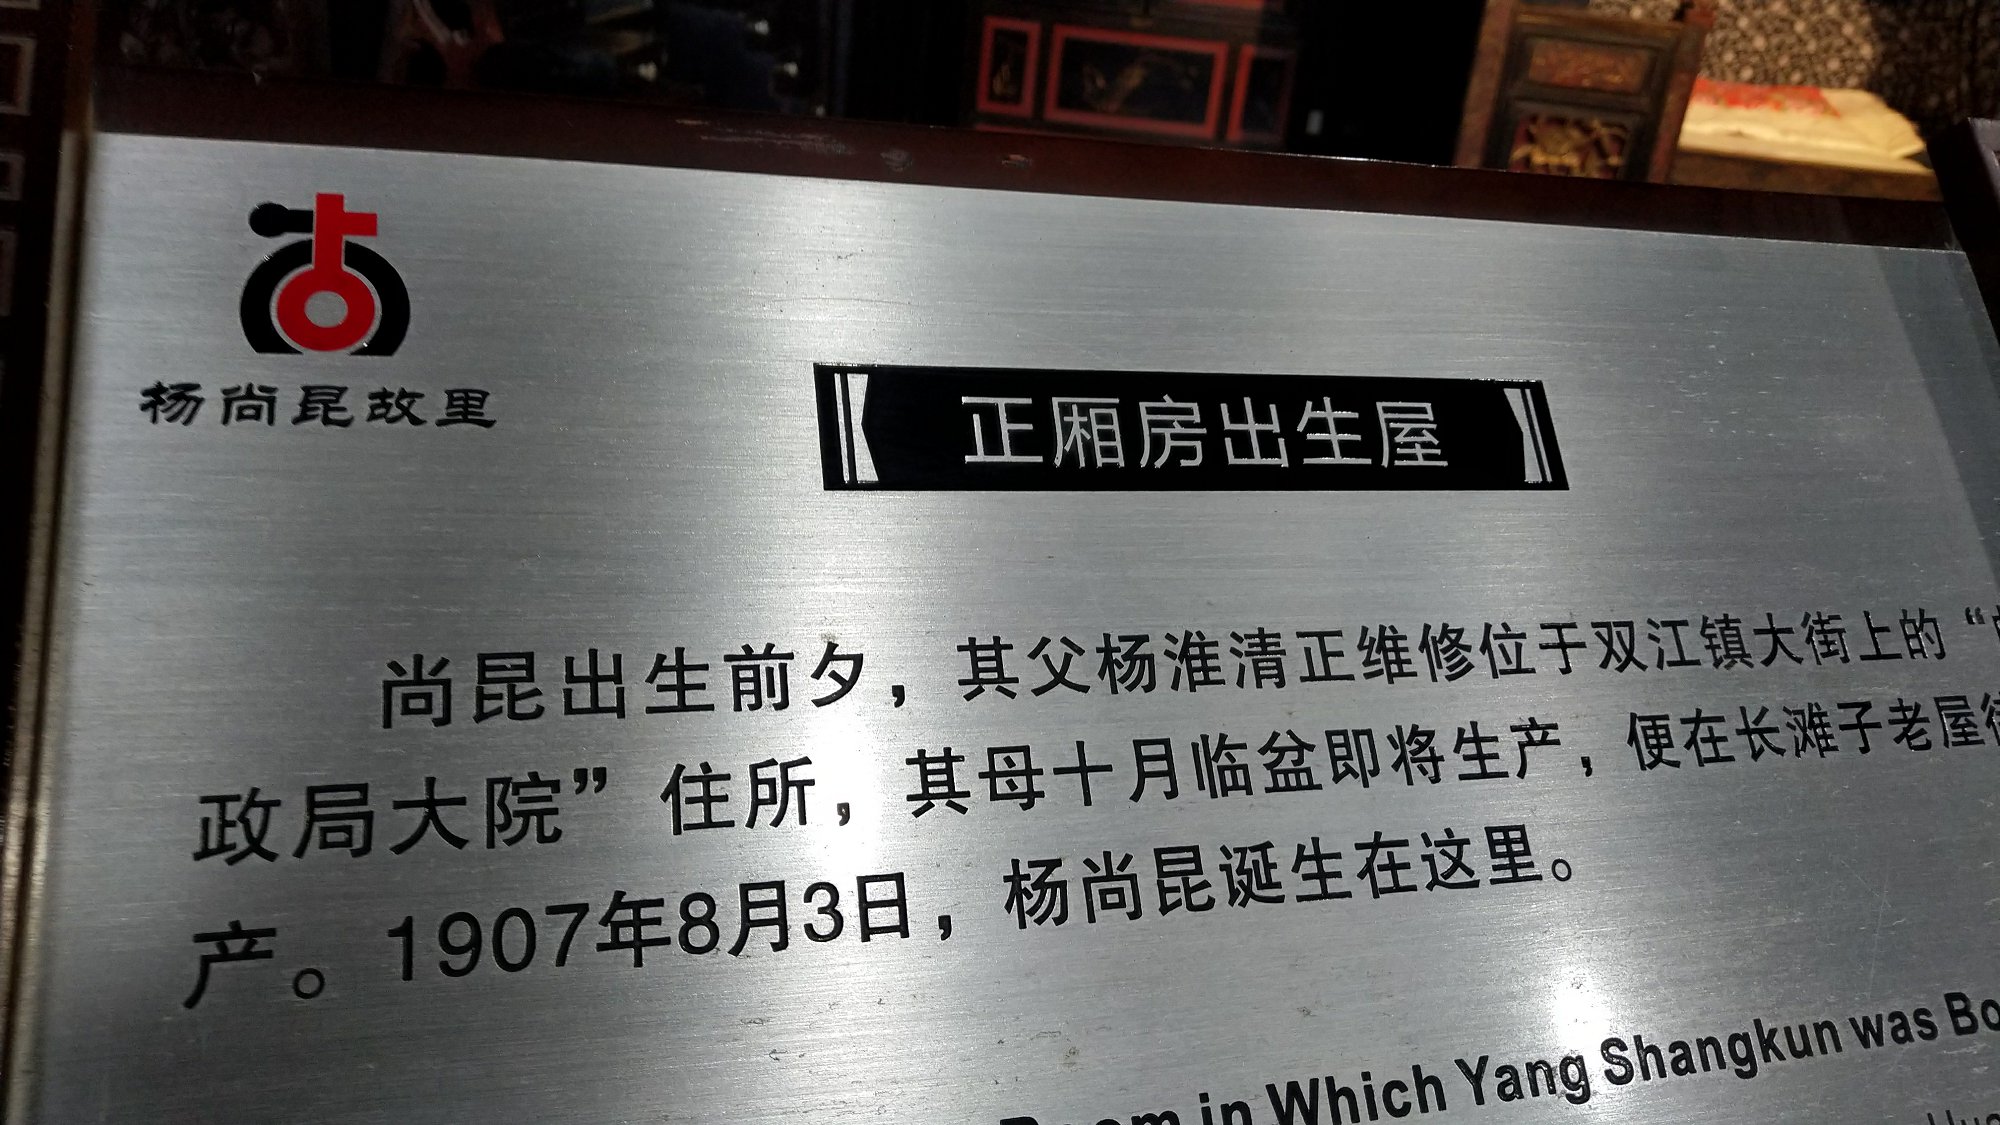 杨尚昆故里
正厢房出生屋
尚昆出生前夕，其父杨淮清正维修位于双江镇大街上的“
政局大院”住所，其母十月临盆即将生产，便在长滩子老屋待
产。1907年8月3日，杨尚昆诞生在这里。
Room in Which Yang Shangkun was Bo